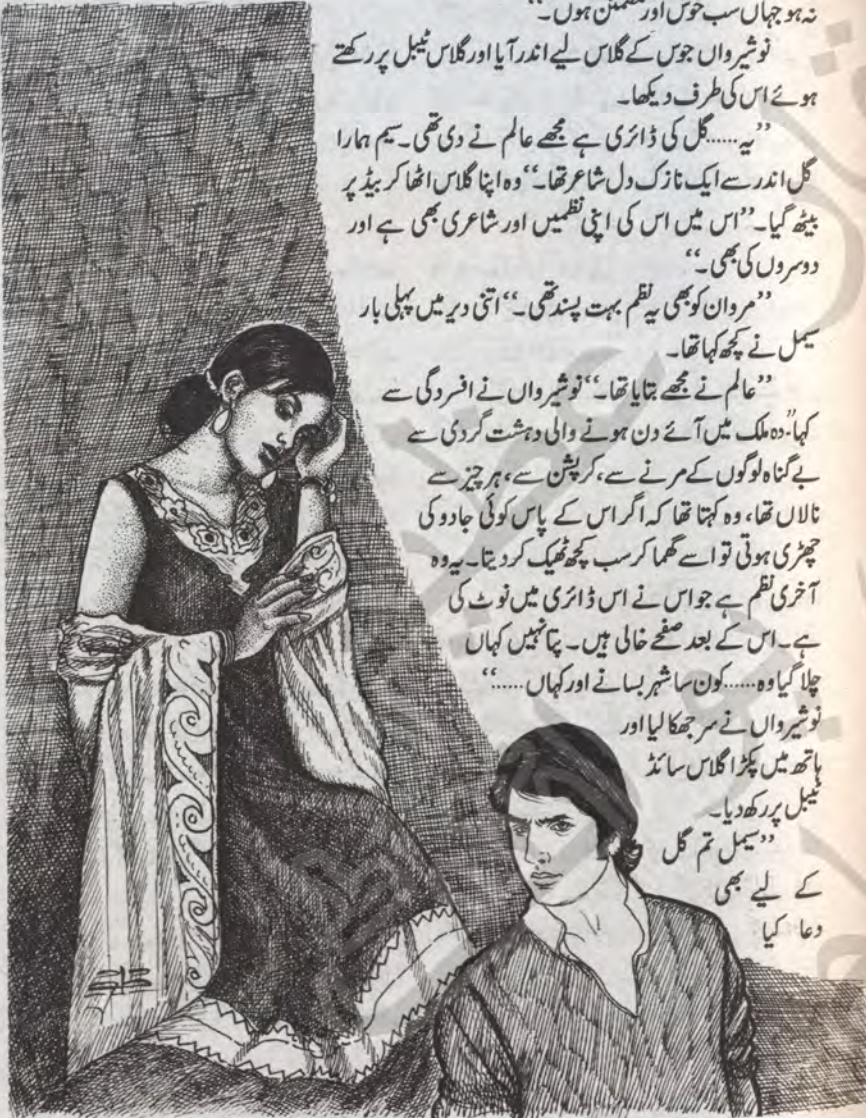 نہ ہو جہاں سب خوش اور مطمئن ہوں۔‘‘
نوشیرواں جوس کے گلاس لیے اندر آیا اور گلاس ٹیبل پر رکھتے
ہوئے اس کی طرف دیکھا۔
’’یہ......گل کی ڈائری ہے مجھے عالم نے دی تھی۔ سیم ہمارا
گل اندر سے ایک نازک دل شاعر تھا۔‘‘ وہ اپنا گلاس اٹھا کر بیڈ پر
بیٹھ گیا۔ ’’اس میں اس کی اپنی نظمیں اور شاعری بھی ہے اور
دوسروں کی بھی۔‘‘
’’مروان کو بھی یہ نظم بہت پسند تھی۔‘‘ اتنی دیر میں پہلی بار
سیمل نے کچھ کہا تھا۔
’’عالم نے مجھے بتایا تھا۔‘‘ نوشیرواں نے افسردگی سے
کہا۔ ’’وہ ملک میں آئے دن ہونے والی دہشت گردی سے
بے گناہ لوگوں کے مرنے سے، کرپشن سے، ہر چیز سے
نالاں تھا، وہ کہتا تھا کہ اگر اس کے پاس کوئی جادو کی
چھڑی ہوتی تو اسے گھما کر سب کچھ ٹھیک کر دیتا۔ یہ وہ
آخری نظم ہے جو اس نے اس ڈائری میں نوٹ کی
ہے۔ اس کے بعد صفحے خالی ہیں۔ پتا نہیں کہاں
چلا گیا وہ......کون سا شہر بسانے اور کہاں......‘‘
نوشیرواں نے سر جھکا لیا اور
ہاتھ میں پکڑا گلاس سائڈ
ٹیبل پر رکھ دیا۔
’’سیمل تم گل
کے لیے بھی
دعا کیا